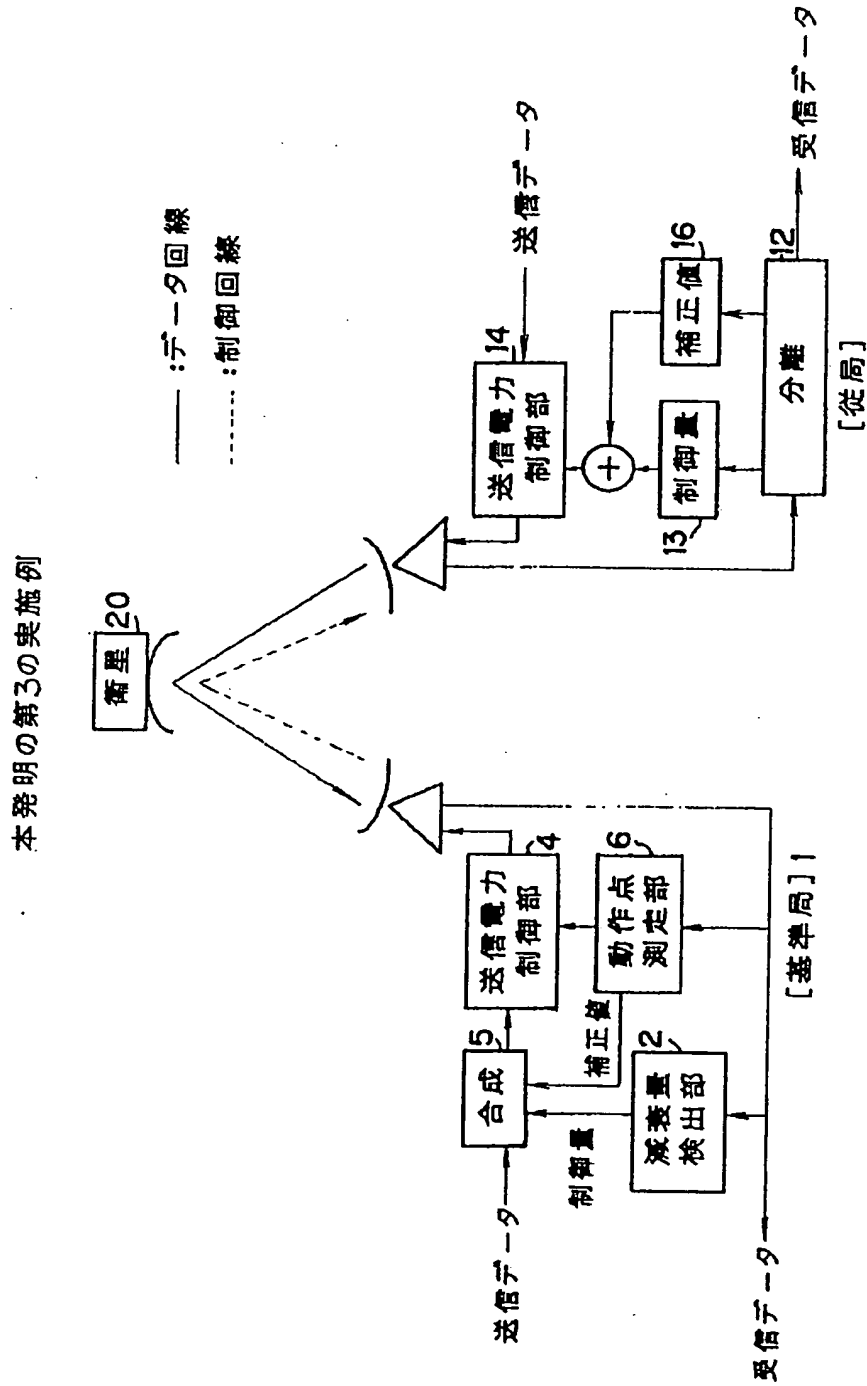 本発明の第3の実施例
衛星
20
——:データ回線
-----:制御回線
送信データ
合成
5
送信電力
制御部
4
制御量
補正値
減衰量
検出部
2
動作点
測定部
6
受信データ
[基準局]1
送信電力
制御部
14
送信データ
+
制御量
13
補正値
16
分離
12
受信データ
[従局]